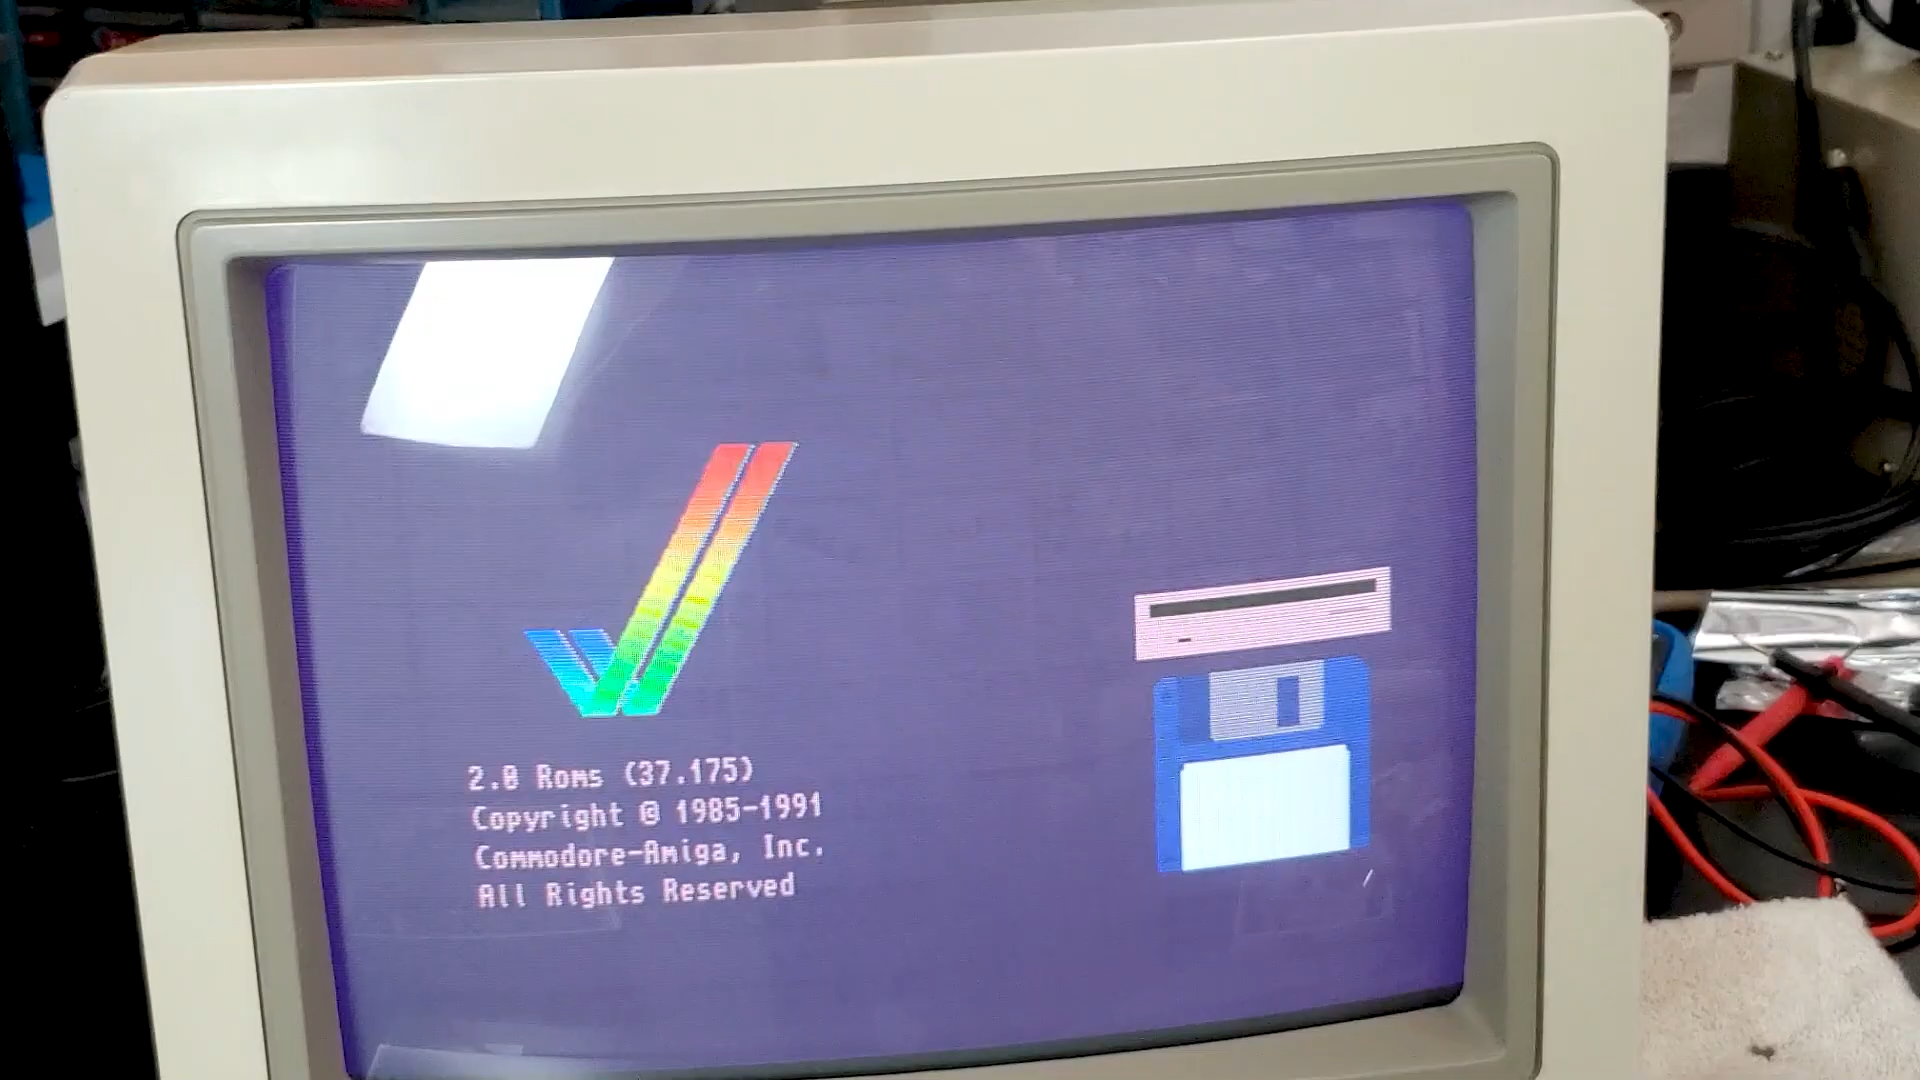 2.0 Roms (37.175)
Copyright @ 1985-1991
Commodore-Amiga, Inc.
All Rights Reserved